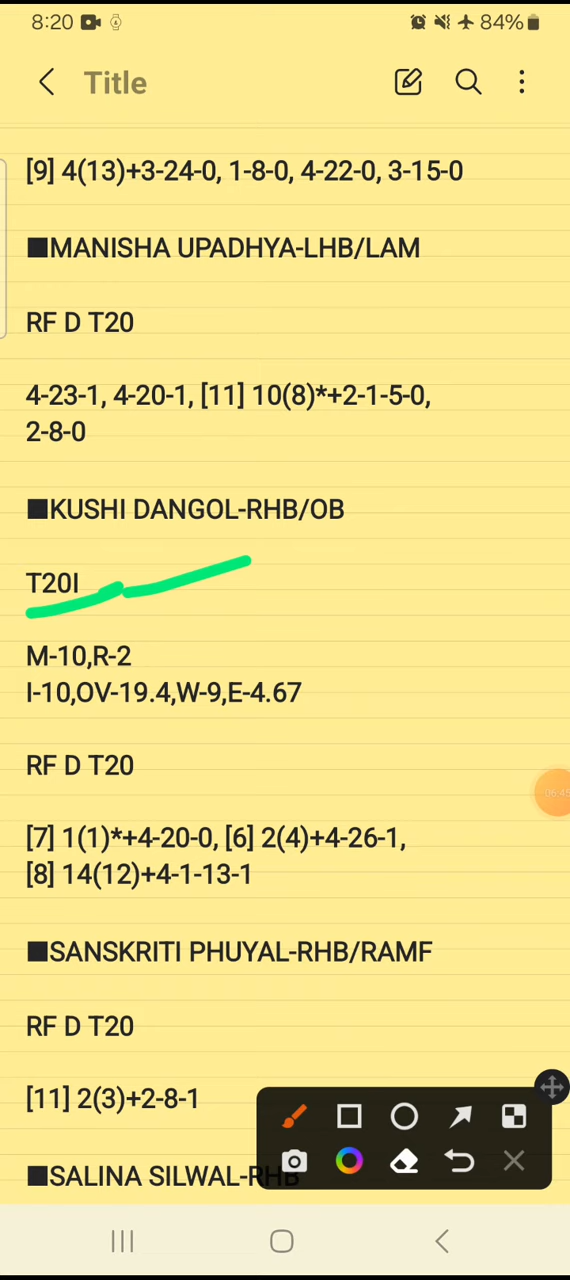 8:20
84%
Title
[9] 4(13)+3-24-0, 1-8-0, 4-22-0, 3-15-0
■MANISHA UPADHYA-LHB/LAM
RF D T20
4-23-1, 4-20-1, [11] 10(8)*+2-1-5-0,
2-8-0
■KUSHI DANGOL-RHB/OB
T20I
M-10,R-2
I-10,OV-19.4,W-9,E-4.67
RF D T20
[7] 1(1)*+4-20-0, [6] 2(4)+4-26-1,
[8] 14(12)+4-1-13-1
■SANSKRITI PHUYAL-RHB/RAMF
RF D T20
[11] 2(3)+2-8-1
■SALINA SILWAL-RHB